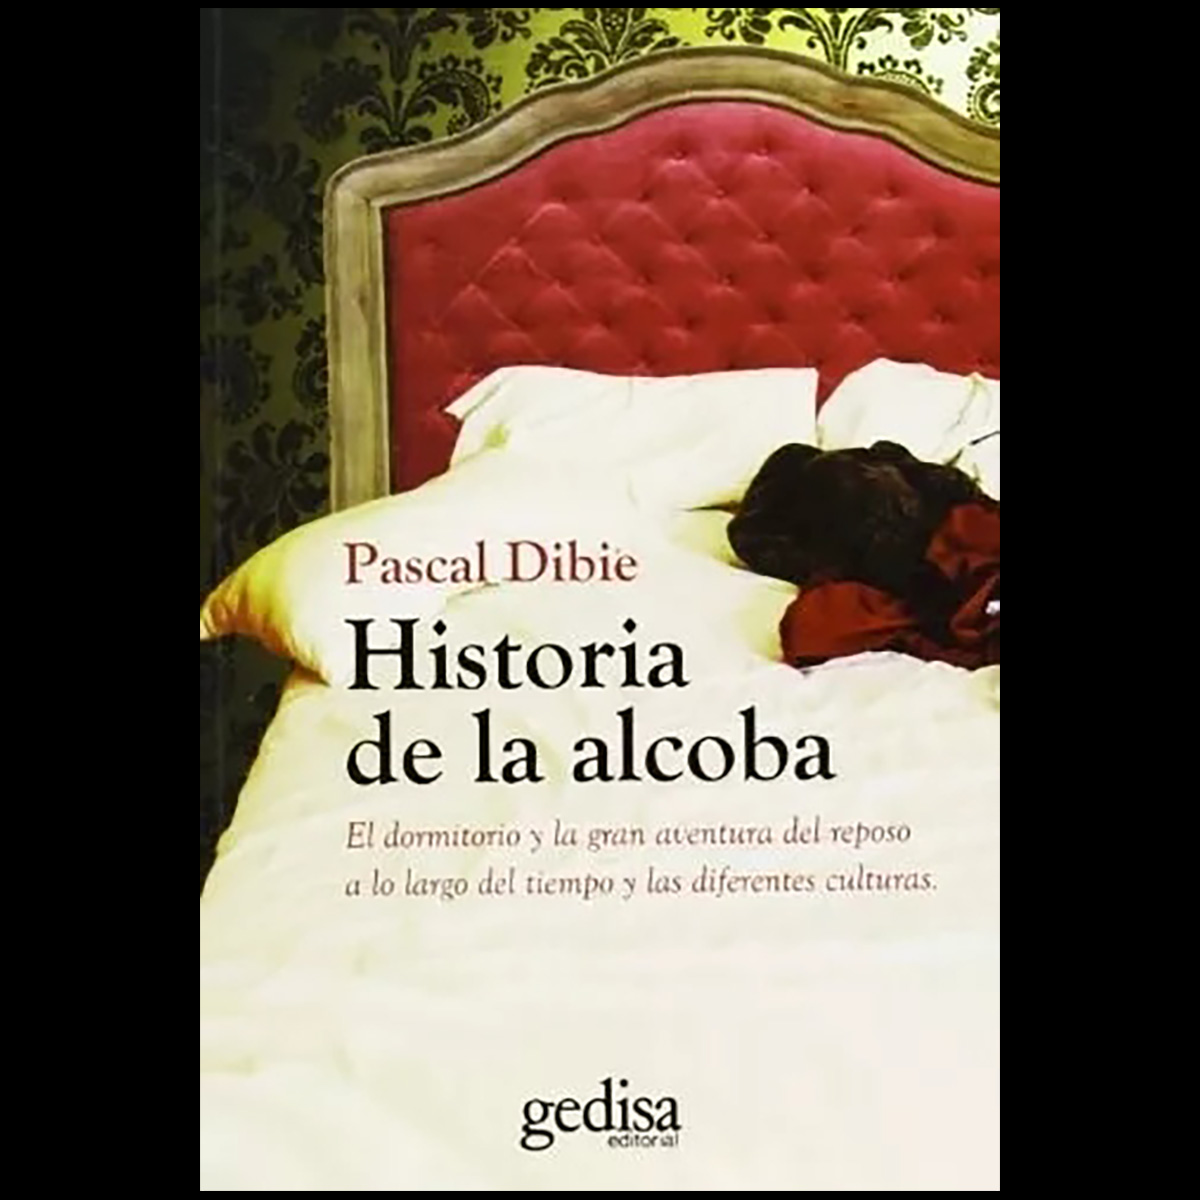 Pascal Dibie
Historia
de la alcoba
El dormitorio y la gran aventura del reposo
a lo largo del tiempo y las diferentes culturas.
gedisa
editorial